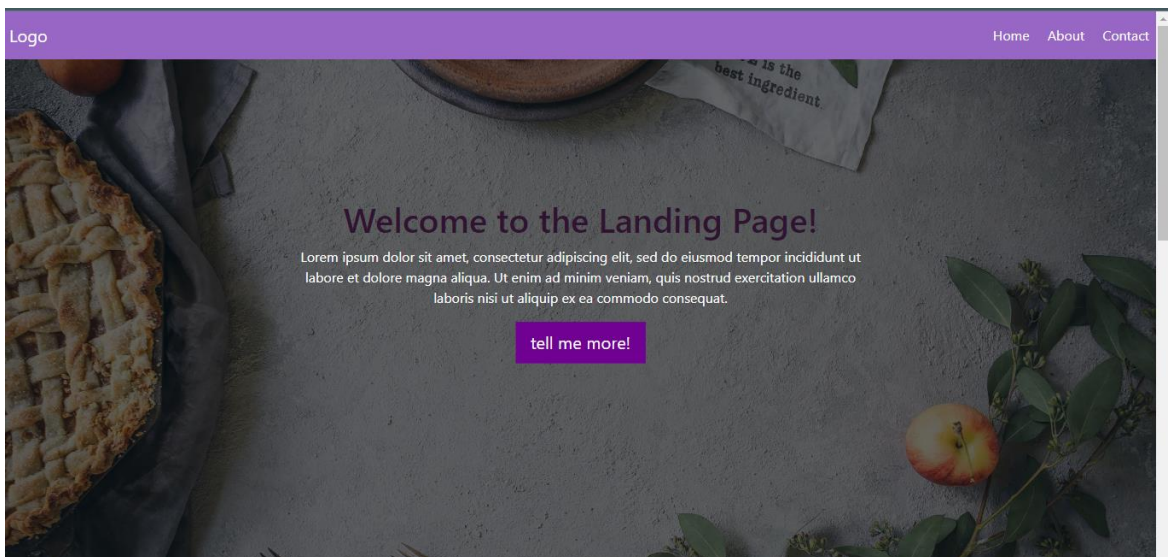 Logo
Home About Contact
is the
best ingredient
Welcome to the Landing Page!
Lorem ipsum dolor sit amet, consectetur adipiscing elit, sed do eiusmod tempor incididunt ut
labore et dolore magna aliqua. Ut enim ad minim veniam, quis nostrud exercitation ullamco
laboris nisi ut aliquip ex ea commodo consequat.
tell me more!